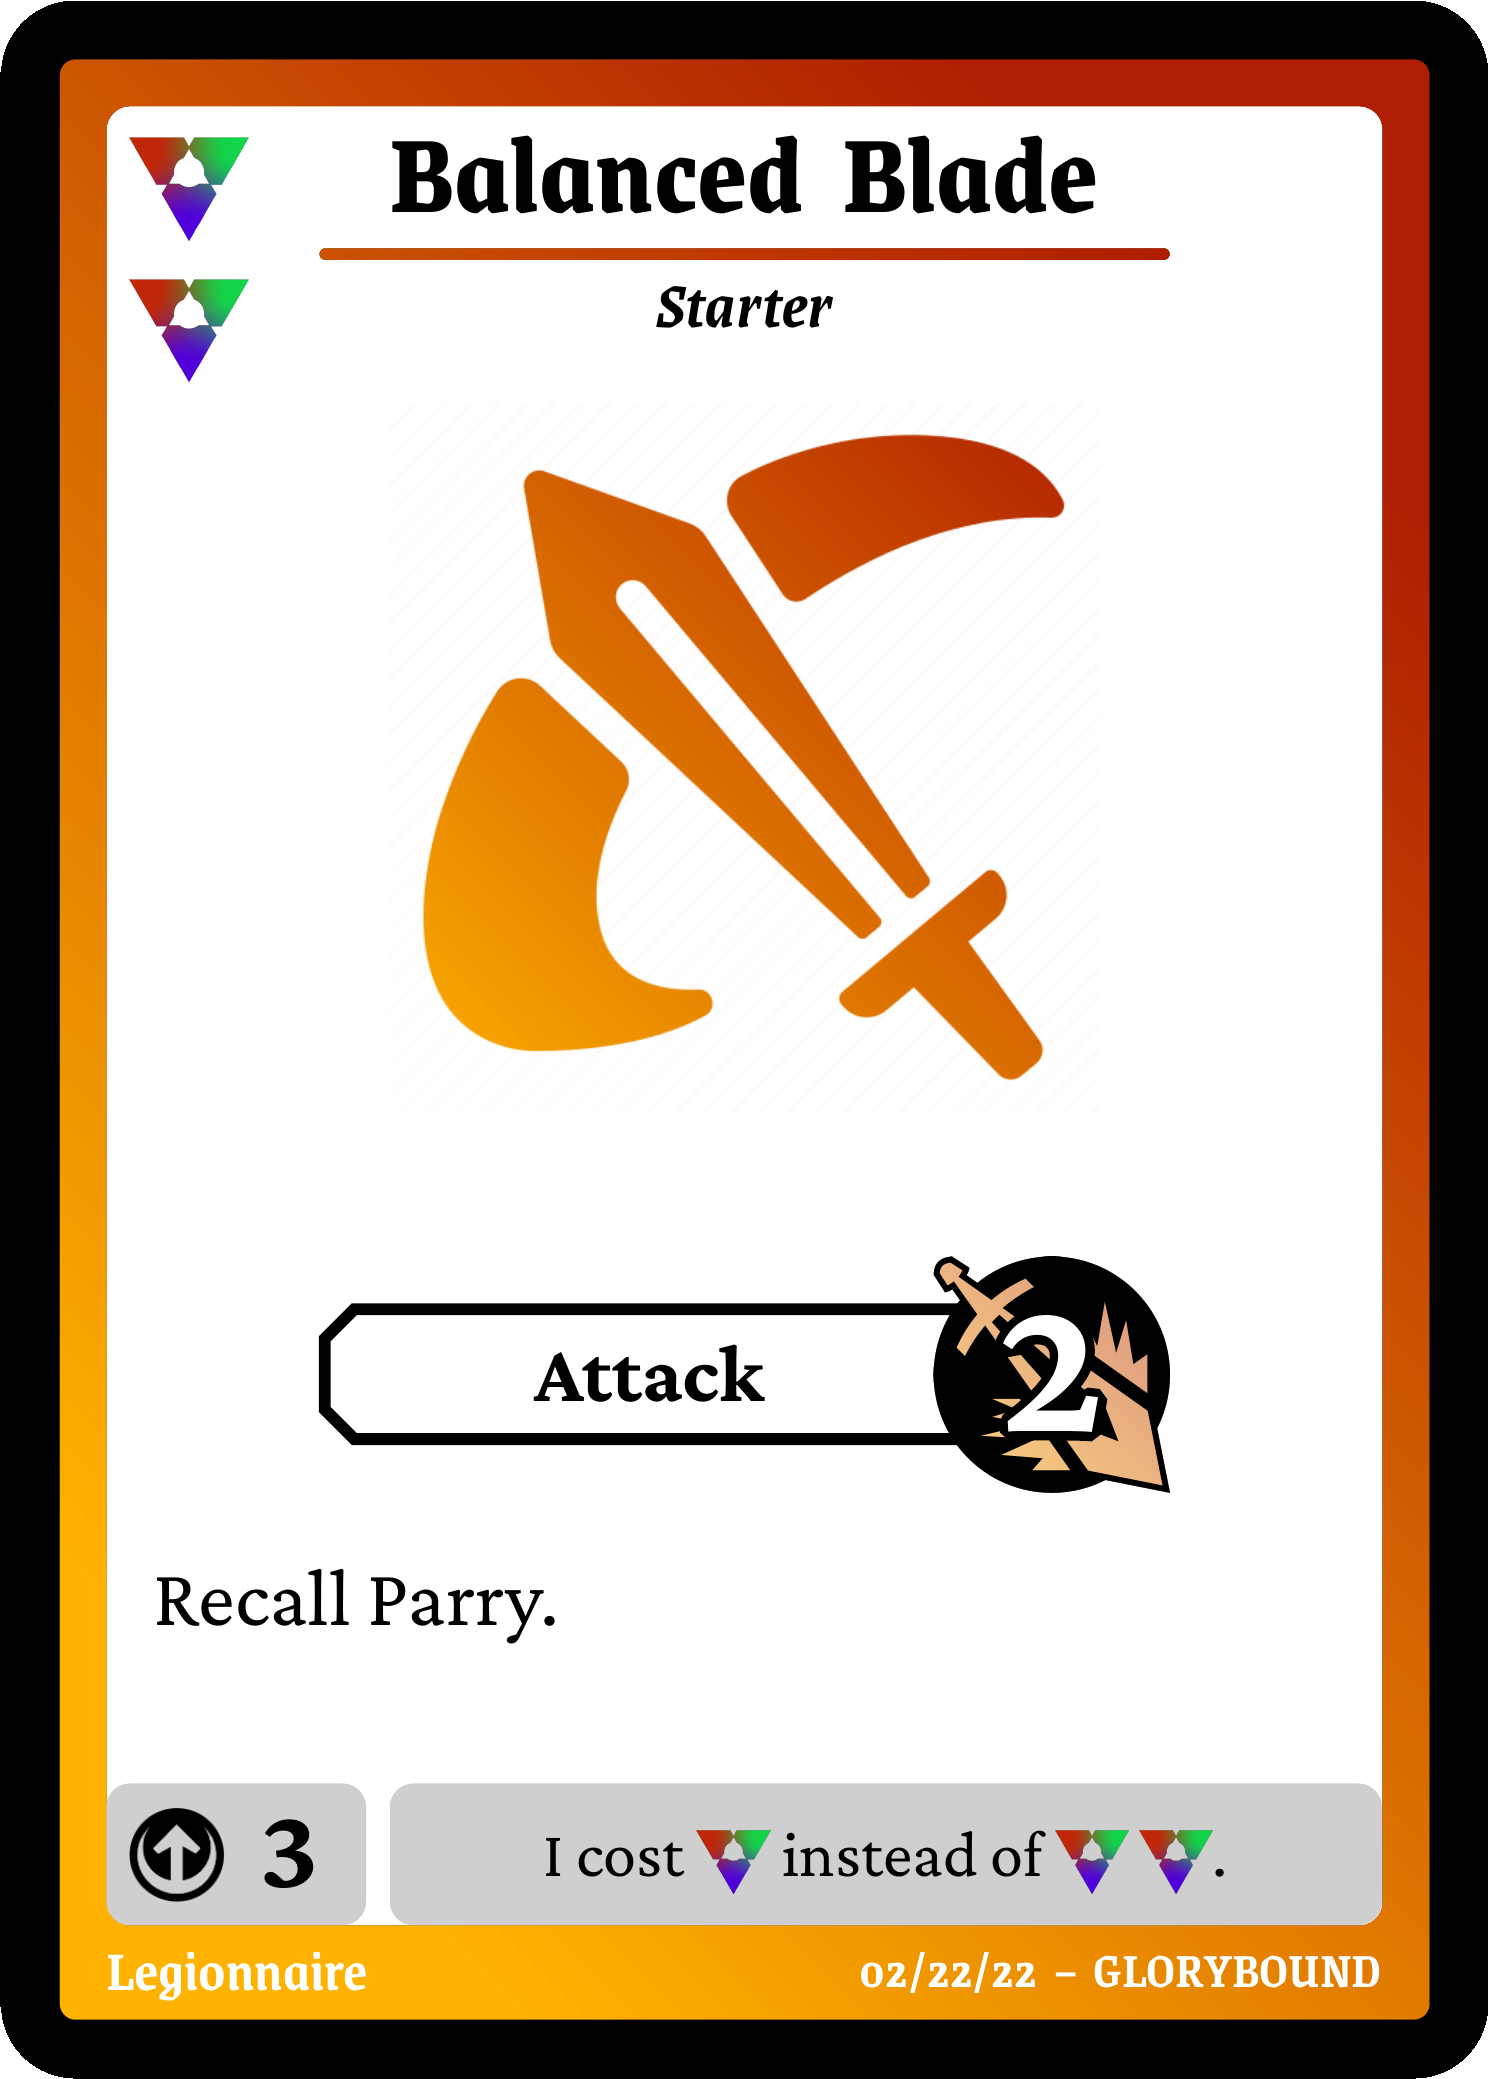 Balanced Blade
Starter
Attack
2
Recall Parry.
3
I cost instead of .
Legionnaire
02/22/22 – GLORYBOUND